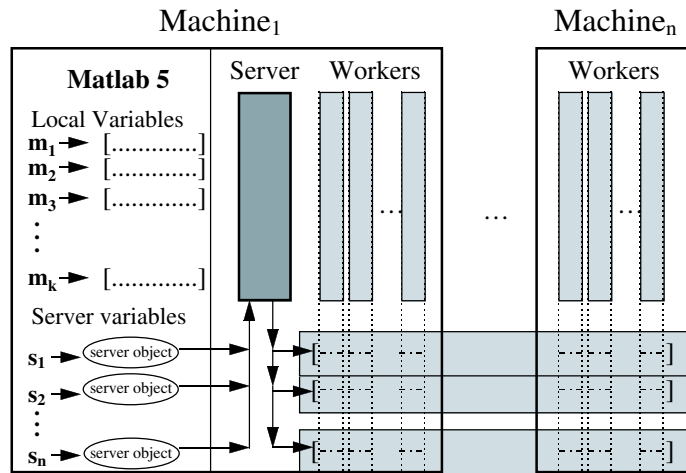 Machine1 Machinen
Matlab 5 Server Workers Workers
Local Variables
m1 [.............]
m2 [.............]
m3 [.............]
... ... ...
mk [.............]
Server variables
s1 server object [ ]
s2 server object [ ]
sn server object [ ]